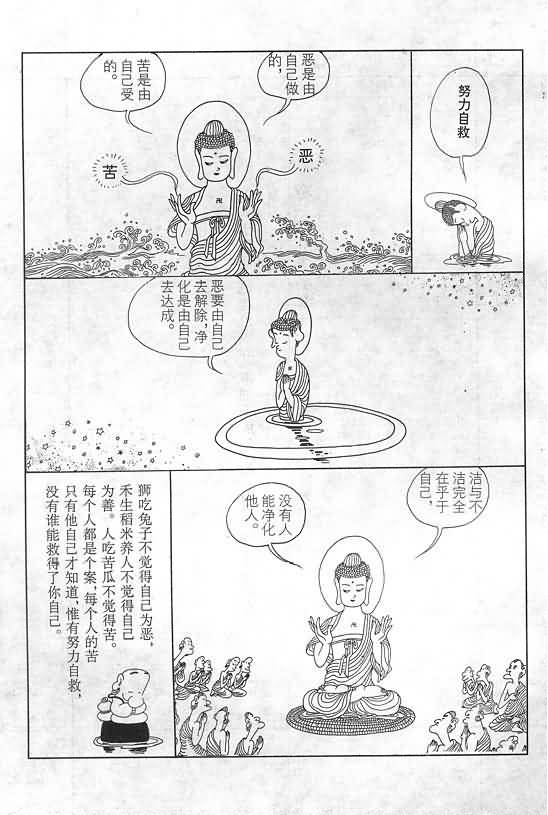 努力自救
恶是由
自己做
的，
苦是由
自己受
的。
恶
苦
恶要由自己
去解除，净
化是由自己
去达成。
洁与不
洁完全
在乎于
自己，
没有人
能净化
他人。
狮吃兔子不觉得自己为恶，
禾生稻米养人不觉得自己
为善。人吃苦瓜不觉得苦。
每个人都是个案，每个人的苦
只有他自己才知道，惟有努力自救，
没有谁能救得了你自己。